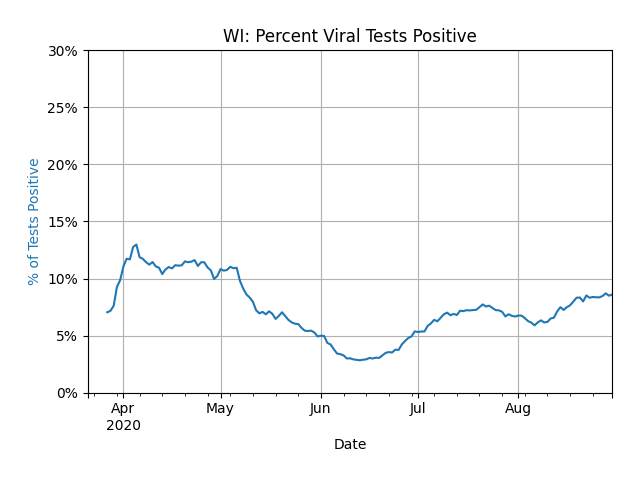 WI: Percent Viral Tests Positive
30%
25%
20%
15%
10%
5%
0%
% of Tests Positive
Apr May Jun Jul Aug
2020
Date